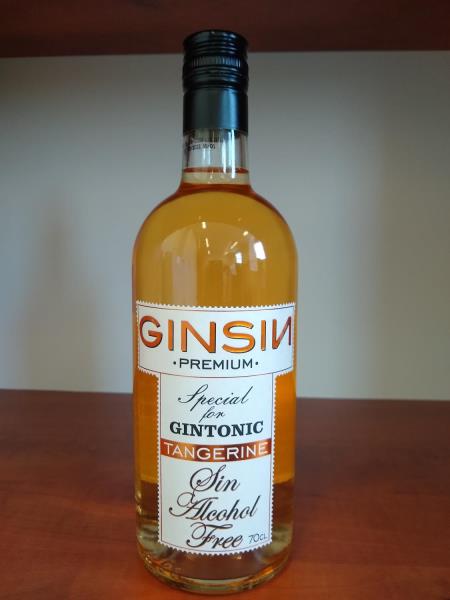 GINSIN
·PREMIUM·
Special
for
GINTONIC
TANGERINE
Sin
Alcohol
Free 70CL